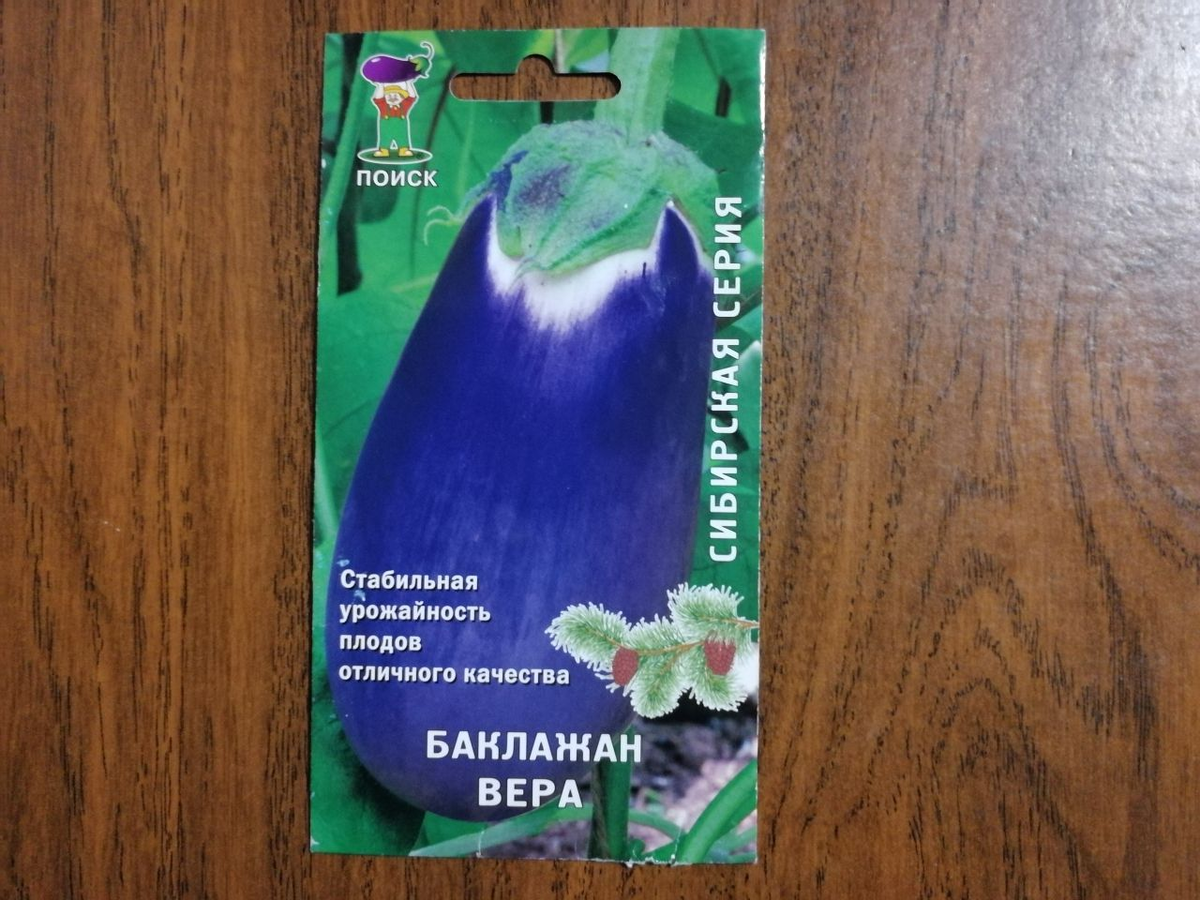 ПОИСК
СИБИРСКАЯ СЕРИЯ
Стабильная
урожайность
плодов
отличного качества
БАКЛАЖАН
ВЕРА